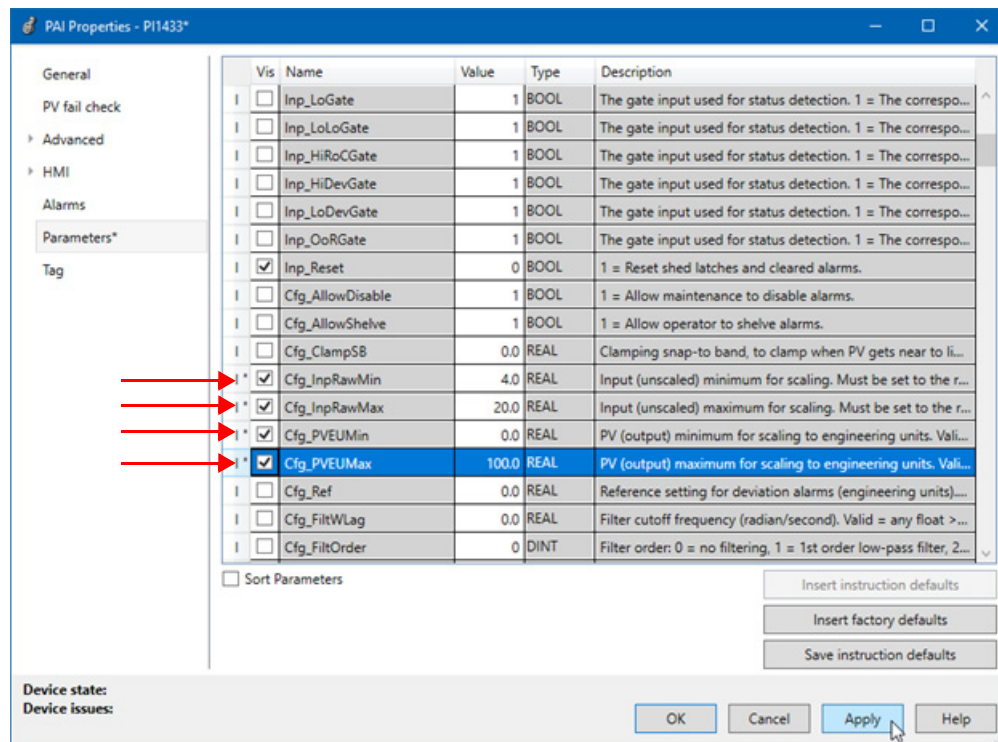 PAI Properties - PI1433*
General
PV fail check
Advanced
HMI
Alarms
Parameters*
Tag
Vis Name Value Type Description
I Inp_LoGate 1 BOOL The gate input used for status detection. 1 = The correspo...
I Inp_LoLoGate 1 BOOL The gate input used for status detection. 1 = The correspo...
I Inp_HiRoCGate 1 BOOL The gate input used for status detection. 1 = The correspo...
I Inp_HiDevGate 1 BOOL The gate input used for status detection. 1 = The correspo...
I Inp_LoDevGate 1 BOOL The gate input used for status detection. 1 = The correspo...
I Inp_OoRGate 1 BOOL The gate input used for status detection. 1 = The correspo...
I Inp_Reset 0 BOOL 1 = Reset shed latches and cleared alarms.
I Cfg_AllowDisable 1 BOOL 1 = Allow maintenance to disable alarms.
I Cfg_AllowShelve 1 BOOL 1 = Allow operator to shelve alarms.
I Cfg_ClampSB 0.0 REAL Clamping snap-to band, to clamp when PV gets near to li...
I * Cfg_InpRawMin 4.0 REAL Input (unscaled) minimum for scaling. Must be set to the r...
I * Cfg_InpRawMax 20.0 REAL Input (unscaled) maximum for scaling. Must be set to the r...
I * Cfg_PVEUMin 0.0 REAL PV (output) minimum for scaling to engineering units. Vali...
I * Cfg_PVEUMax 100.0 REAL PV (output) maximum for scaling to engineering units. Vali...
I Cfg_Ref 0.0 REAL Reference setting for deviation alarms (engineering units)....
I Cfg_FiltWLag 0.0 REAL Filter cutoff frequency (radian/second). Valid = any float >...
I Cfg_FiltOrder 0 DINT Filter order: 0 = no filtering, 1 = 1st order low-pass filter, 2...
Sort Parameters
Insert instruction defaults
Insert factory defaults
Save instruction defaults
Device state:
Device issues:
OK Cancel Apply Help